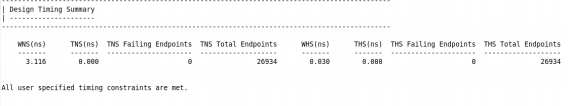 ------------------------------------------------------------------------------------------------
| Design Timing Summary
| ---------------------
------------------------------------------------------------------------------------------------
WNS(ns) TNS(ns) TNS Failing Endpoints TNS Total Endpoints WHS(ns) THS(ns) THS Failing Endpoints THS Total Endpoints
------- ------- --------------------- ------------------- ------- ------- --------------------- -------------------
3.116 0.000 0 26934 0.030 0.000 0 26934
All user specified timing constraints are met.